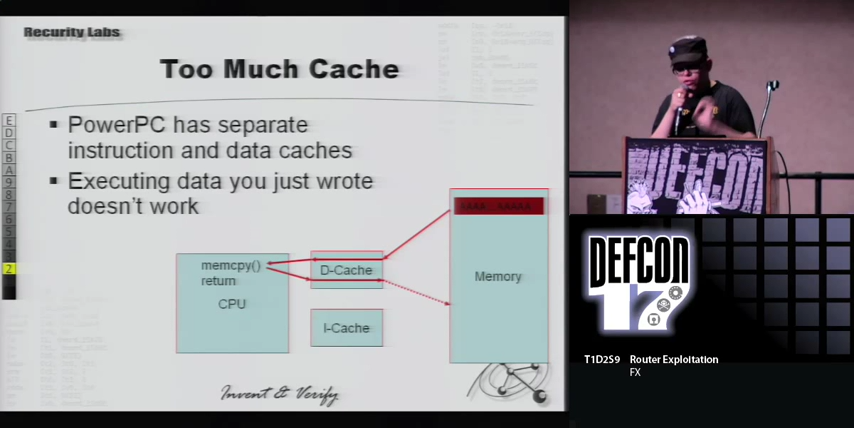 Recurity Labs
Too Much Cache
▪ PowerPC has separate
instruction and data caches
▪ Executing data you just wrote
doesn't work
E
D
C
B
A
9
8
7
6
5
4
3
2
memcpy()
return
CPU
D-Cache
I-Cache
Memory
Invent & Verify
DEFCON
DEFCON
17
T1D2S9 Router Exploitation
FX